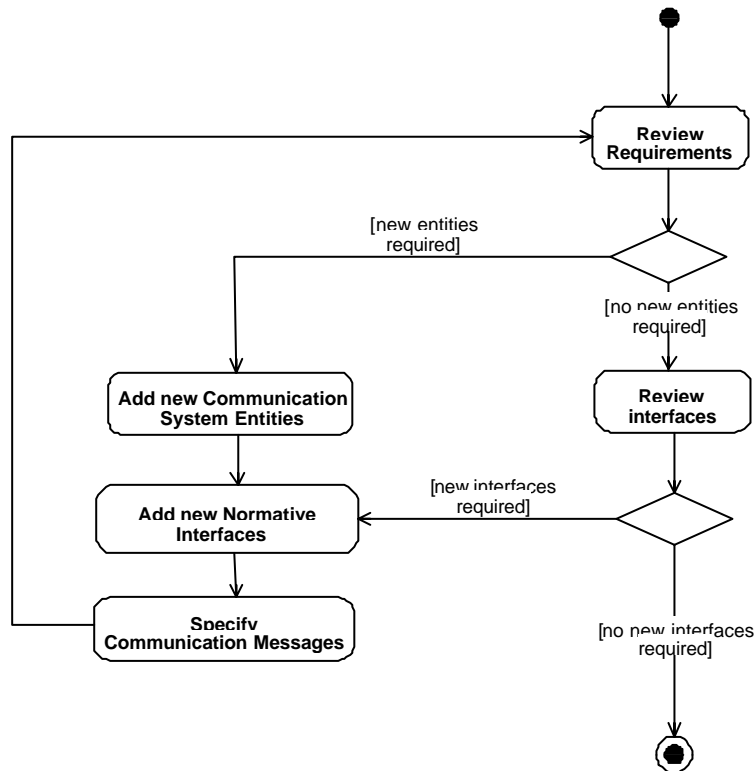 Review
Requirements
[new entities
required]
[no new entities
required]
Add new Communication
System Entities
Review
interfaces
[new interfaces
required]
Add new Normative
Interfaces
Specify
Communication Messages
[no new interfaces
required]